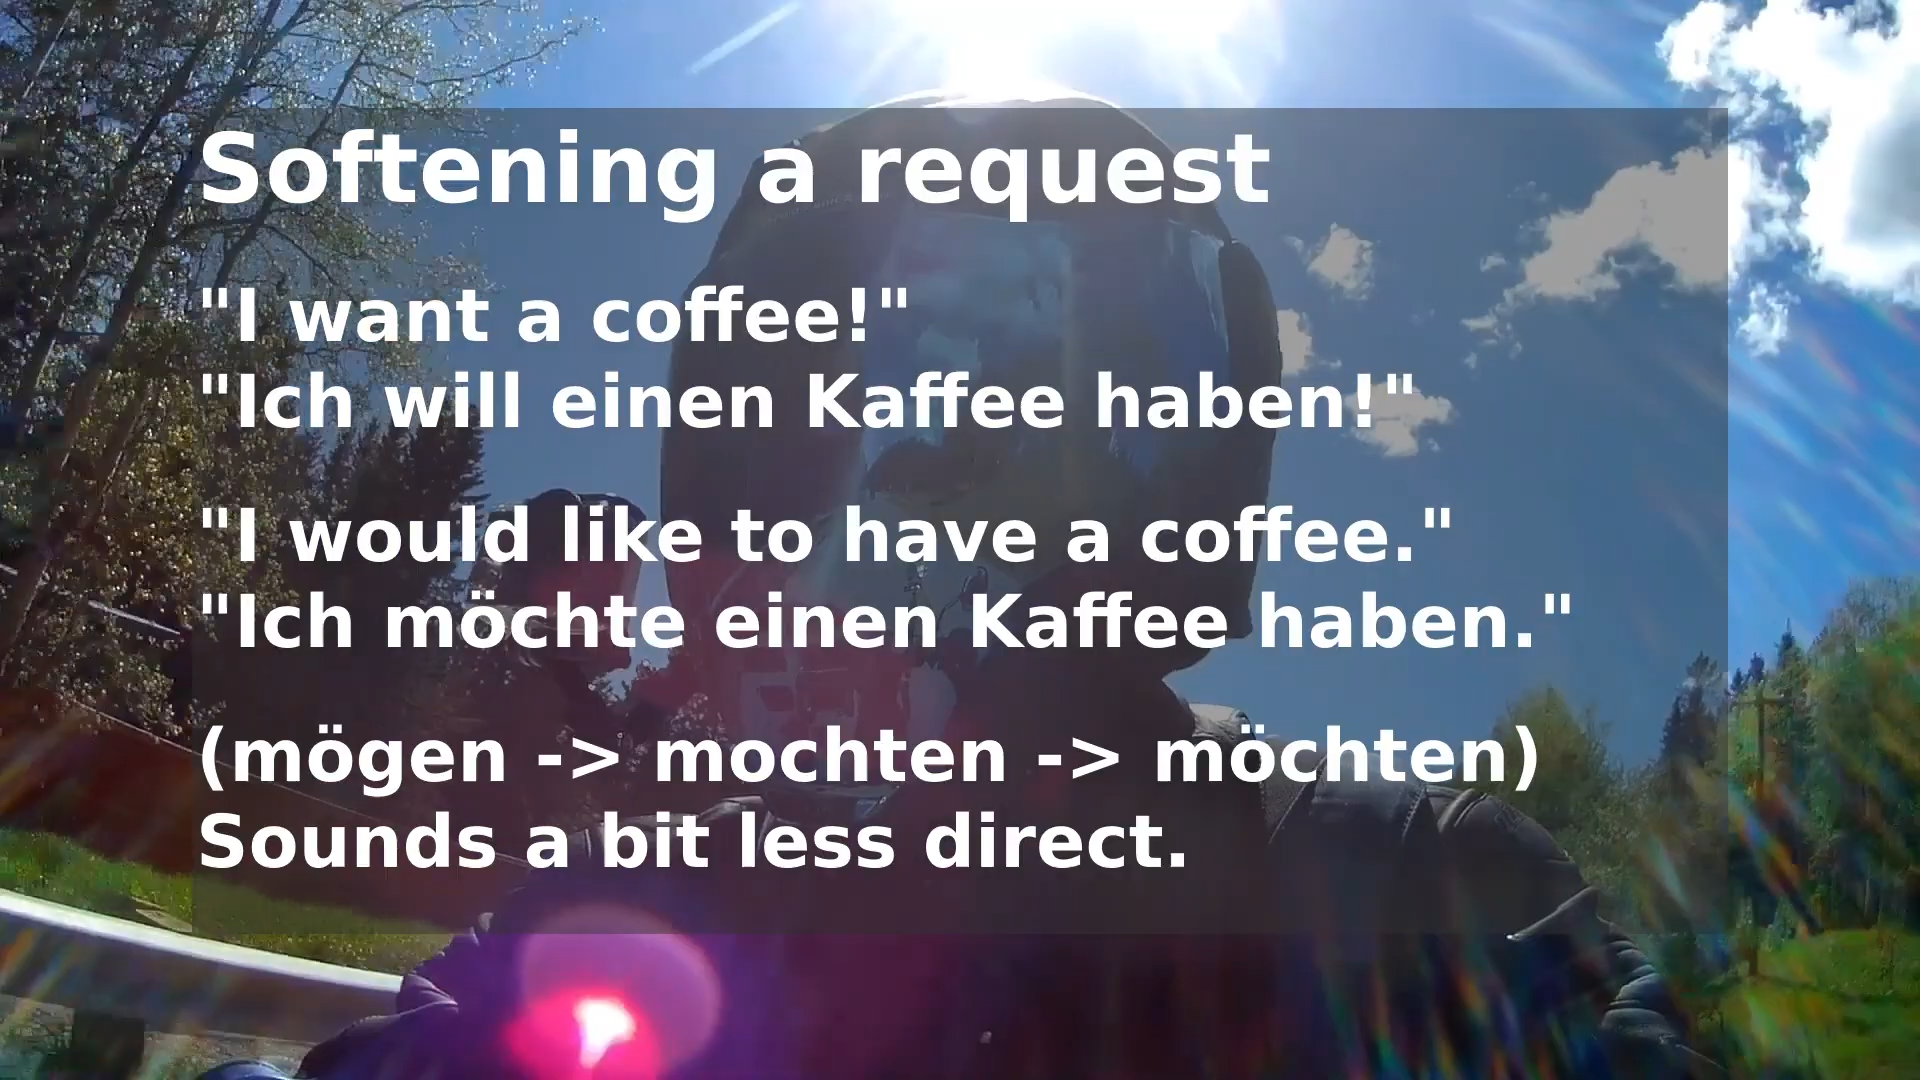 Softening a request
"I want a coffee!"
"Ich will einen Kaffee haben!"
"I would like to have a coffee."
"Ich möchte einen Kaffee haben."
(mögen -> mochten -> möchten)
Sounds a bit less direct.